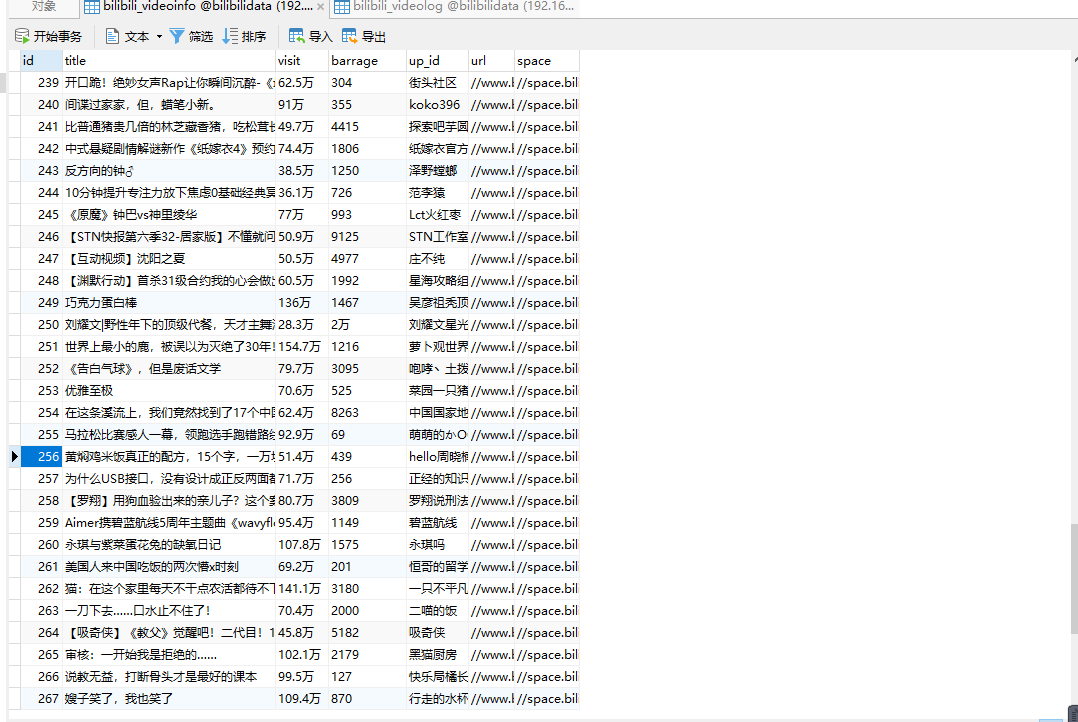 对象 bilibili_videoinfo @bilibilidata (192.... × bilibili_videolog @bilibilidata (192.16...
开始事务 文本 筛选 排序 导入 导出
id title visit barrage up_id url space
239 开口跪！绝妙女声Rap让你瞬间沉醉-《 62.5万 304 街头社区 //www.l //space.bil
240 间谍过家家，但，蜡笔小新。 91万 355 koko396 //www.l //space.bil
241 比普通猪贵几倍的林芝藏香猪，吃松茸长 49.7万 4415 探索吧芋圆 //www.l //space.bil
242 中式悬疑剧情解谜新作《纸嫁衣4》预约 74.4万 1806 纸嫁衣官方 //www.l //space.bil
243 反方向的钟♂ 38.5万 1250 泽野螳螂 //www.l //space.bil
244 10分钟提升专注力放下焦虑0基础经典冥 36.1万 726 范李猿 //www.l //space.bil
245 《原魔》钟巴vs神里绫华 77万 993 Lct火红枣 //www.l //space.bil
246 【STN快报第六季32-居家版】不懂就问 50.9万 9125 STN工作室 //www.l //space.bil
247 【互动视频】沈阳之夏 50.5万 4977 庄不纯 //www.l //space.bil
248 【渊默行动】首杀31级合约我的心会做出 60.5万 1992 星海攻略组 //www.l //space.bil
249 巧克力蛋白棒 136万 1467 吴彦祖秃顶 //www.l //space.bil
250 刘耀文|野性年下的顶级代餐，天才主舞 28.3万 2万 刘耀文星光 //www.l //space.bil
251 世界上最小的鹿，被误以为灭绝了30年! 154.7万 1216 萝卜观世界 //www.l //space.bil
252 《告白气球》，但是废话文学 79.7万 3095 咆哮丶土拨 //www.l //space.bil
253 优雅至极 70.6万 525 菜园一只猪 //www.l //space.bil
254 在这条溪流上，我们竟然找到了17个中国 62.4万 8263 中国国家地 //www.l //space.bil
255 马拉松比赛感人一幕，领跑选手跑错路线 92.9万 69 萌萌的かO //www.l //space.bil
256 黄焖鸡米饭真正的配方，15个字，一万块 51.4万 439 hello周晓桐 //www.l //space.bil
257 为什么USB接口，没有设计成正反两面都 71.7万 256 正经的知识 //www.l //space.bil
258 【罗翔】用狗血验出来的亲儿子？这个案 80.7万 3809 罗翔说刑法 //www.l //space.bil
259 Aimer携碧蓝航线5周年主题曲《wavyfl 95.4万 1149 碧蓝航线 //www.l //space.bil
260 永琪与紫菜蛋花兔的缺氧日记 107.8万 1575 永琪吗 //www.l //space.bil
261 美国人来中国吃饭的两次懵x时刻 69.2万 201 恒哥的留学 //www.l //space.bil
262 猫：在这个家里每天不干点农活都待不下 141.1万 3180 一只不平凡 //www.l //space.bil
263 一刀下去......口水止不住了！ 70.4万 2000 二喵的饭 //www.l //space.bil
264 【吸奇侠】《教父》觉醒吧！二代目！1 45.8万 5182 吸奇侠 //www.l //space.bil
265 审核：一开始我是拒绝的...... 102.1万 2179 黑猫厨房 //www.l //space.bil
266 说教无益，打断骨头才是最好的课本 99.5万 127 快乐局橘长 //www.l //space.bil
267 嫂子笑了，我也笑了 109.4万 870 行走的水杯 //www.l //space.bil